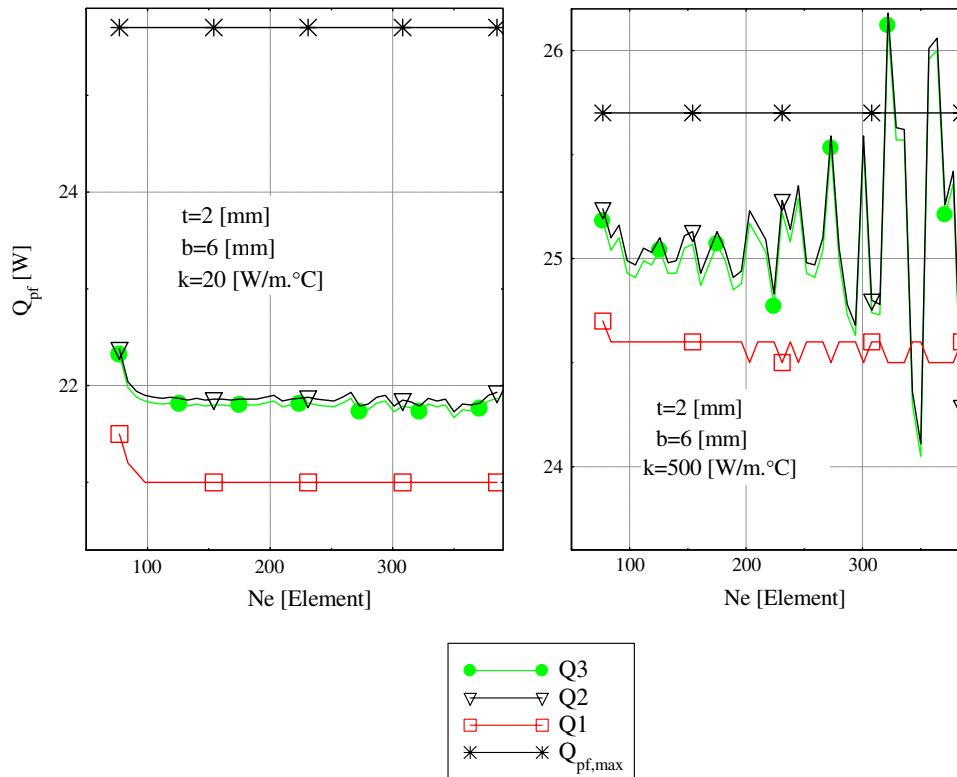 26
24
24
22
25
24
Q_pf [W]
t=2 [mm]
b=6 [mm]
k=20 [W/m.°C]
t=2 [mm]
b=6 [mm]
k=500 [W/m.°C]
100 200 300
100 200 300
Ne [Element]
Ne [Element]
Q3
Q2
Q1
Q_pf,max